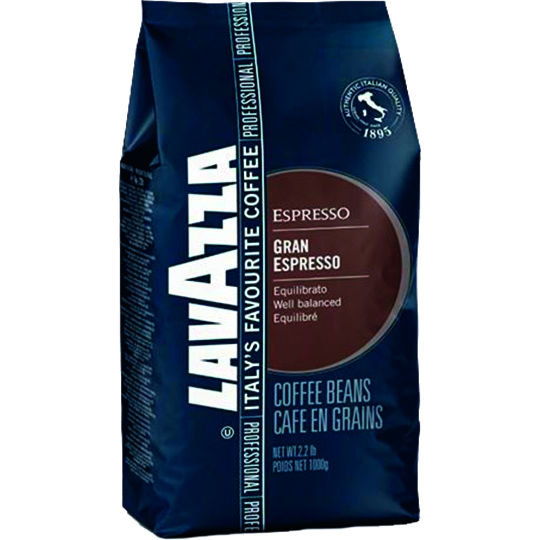 LAVAZZA
ITALY'S FAVOURITE COFFEE
PROFESSIONAL PROFESSIONAL
PROFESSIONAL
AUTHENTIC ITALIAN QUALITY
1895
ESPRESSO
GRAN
ESPRESSO
Equilibrato
Well balanced
Equilibré
COFFEE BEANS
CAFE EN GRAINS
NET WT. 2.2 lb
POIDS NET 1000g
U